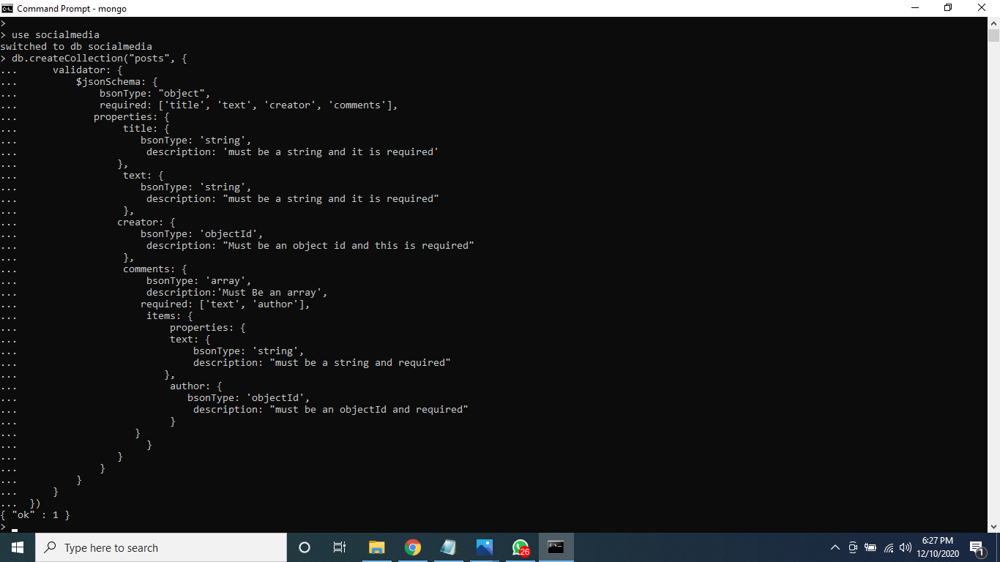 Command Prompt - mongo
>
> use socialmedia
switched to db socialmedia
> db.createCollection("posts", {
...      validator: {
...          $jsonSchema: {
...              bsonType: "object",
...              required: ['title', 'text', 'creator', 'comments'],
...             properties: {
...                  title: {
...                     bsonType: 'string',
...                      description: 'must be a string and it is required'
...                 },
...                  text: {
...                     bsonType: 'string',
...                      description: "must be a string and it is required"
...                  },
...                 creator: {
...                     bsonType: 'objectId',
...                      description: "Must be an object id and this is required"
...                  },
...                  comments: {
...                      bsonType: 'array',
...                      description:'Must Be an array',
...                     required: ['text', 'author'],
...                      items: {
...                          properties: {
...                          text: {
...                              bsonType: 'string',
...                              description: "must be a string and required"
...                         },
...                          author: {
...                             bsonType: 'objectId',
...                              description: "must be an objectId and required"
...                          }
...                    }
...                      }
...                 }
...              }
...          }
...      }
...  })
{ "ok" : 1 }
>
Type here to search
26
6:27 PM
12/10/2020
1